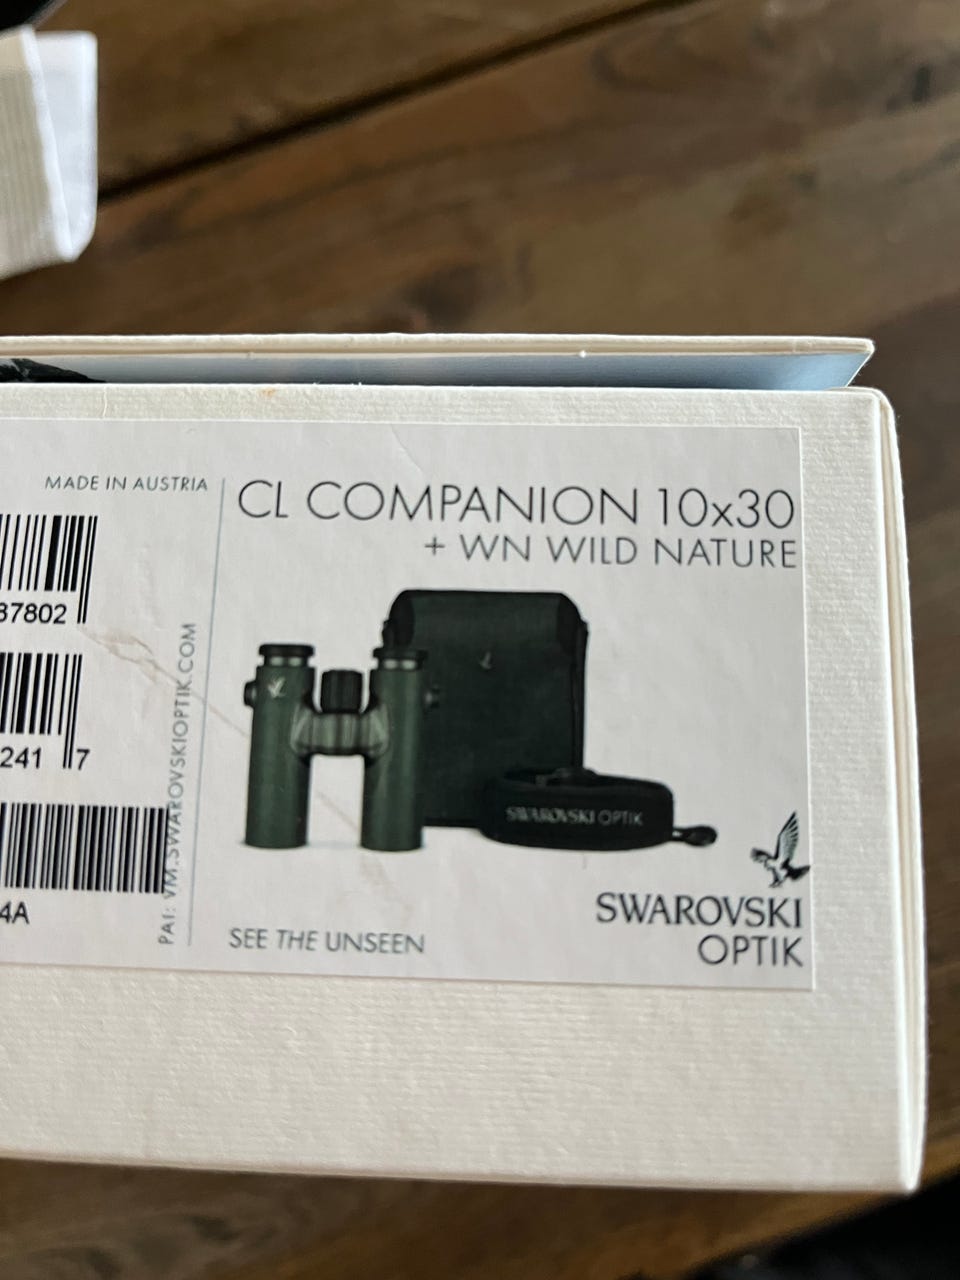 MADE IN AUSTRIA
37802
241 7
4A
PAT: VM.SWAROVSKIOPTIK.COM
CL COMPANION 10x30
+ WN WILD NATURE
SWAROVSKI OPTIK
SEE THE UNSEEN
SWAROVSKI
OPTIK